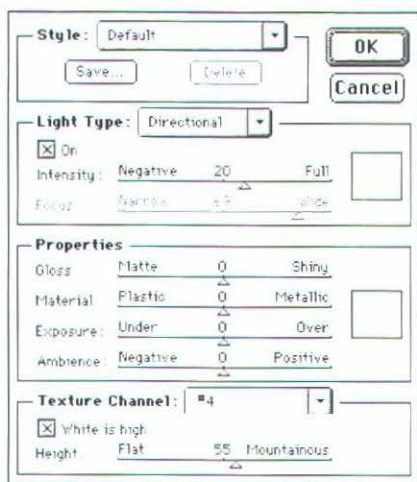 Style: Default
OK
Save... Delete
Cancel
Light Type: Directional
On
Intensity: Negative 20 Full
Focus Narrow 69 Wide
Properties
Gloss Matte 0 Shiny
Material Plastic 0 Metallic
Exposure: Under 0 Over
Ambience: Negative 0 Positive
Texture Channel: #4
White is high
Height Flat 55 Mountainous